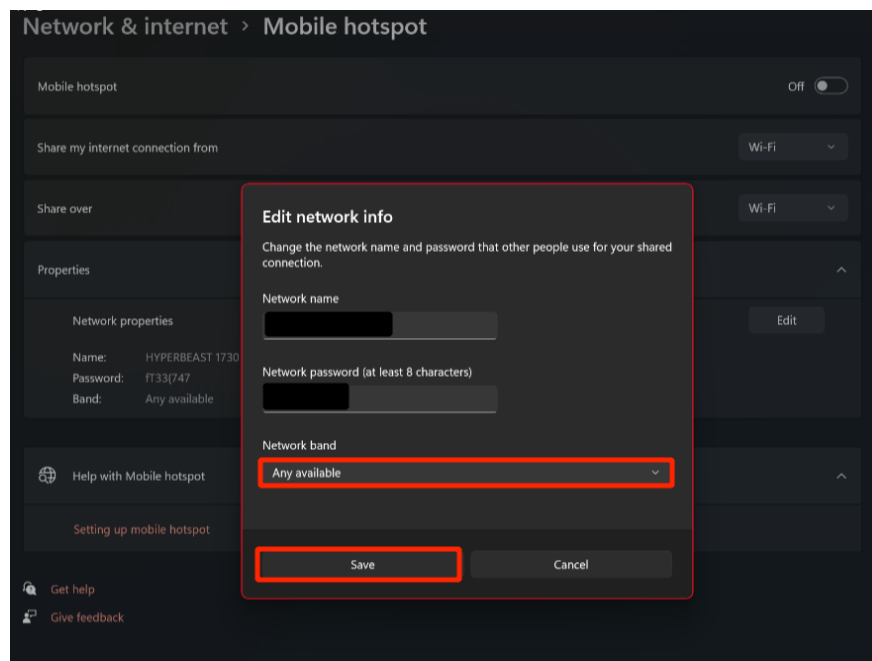 Network & internet > Mobile hotspot
Mobile hotspot
Off
Share my internet connection from
Wi-Fi
Share over
Wi-Fi
Properties
Network properties
Edit
Name: HYPERBEAST 1730
Password: fT33(747
Band: Any available
Help with Mobile hotspot
Setting up mobile hotspot
Get help
Give feedback
Edit network info
Change the network name and password that other people use for your shared
connection.
Network name
Network password (at least 8 characters)
Network band
Any available
Save
Cancel